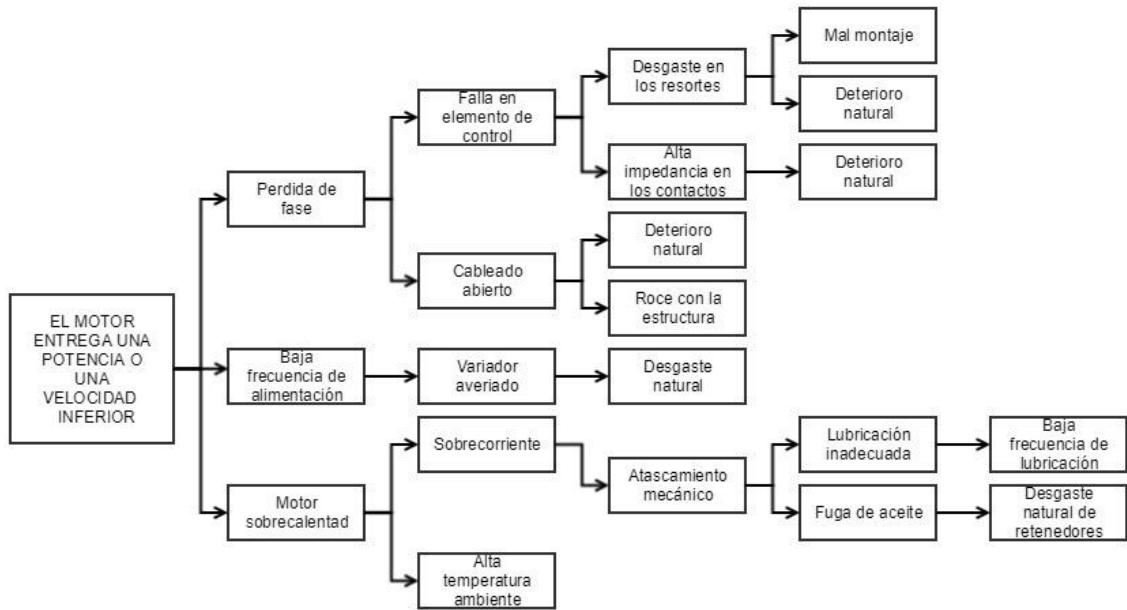 EL MOTOR
ENTREGA UNA
POTENCIA O
UNA
VELOCIDAD
INFERIOR
Perdida de
fase
Baja
frecuencia de
alimentación
Motor
sobrecalentad
Falla en
elemento de
control
Cableado
abierto
Variador
averiado
Sobrecorriente
Alta
temperatura
ambiente
Desgaste en
los resortes
Alta
impedancia en
los contactos
Deterioro
natural
Roce con la
estructura
Desgaste
natural
Atascamiento
mecánico
Mal montaje
Deterioro
natural
Deterioro
natural
Lubricación
inadecuada
Fuga de aceite
Baja
frecuencia de
lubricación
Desgaste
natural de
retenedores